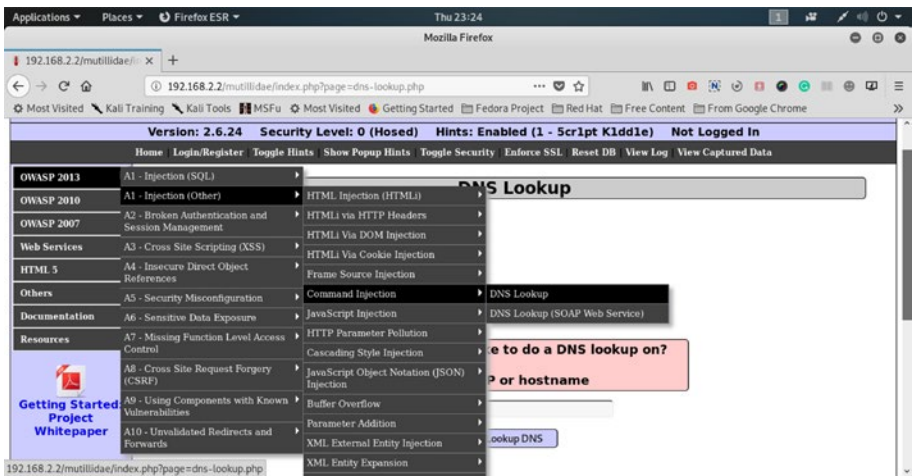 Applications Places Firefox ESR Thu 23:24 1
Mozilla Firefox
192.168.2.2/mutillidae/i
192.168.2.2/mutillidae/index.php?page=dns-lookup.php
Most Visited Kali Training Kali Tools MSFu Most Visited Getting Started Fedora Project Red Hat Free Content From Google Chrome
Version: 2.6.24 Security Level: 0 (Hosed) Hints: Enabled (1 - 5cr1pt K1dd1e) Not Logged In
Home Login/Register Toggle Hints Show Popup Hints Toggle Security Enforce SSL Reset DB View Log View Captured Data
DNS Lookup
OWASP 2013
OWASP 2010
OWASP 2007
Web Services
HTML 5
Others
Documentation
Resources
Getting Started:
Project
Whitepaper
A1 - Injection (SQL)
A1 - Injection (Other)
A2 - Broken Authentication and
Session Management
A3 - Cross Site Scripting (XSS)
A4 - Insecure Direct Object
References
A5 - Security Misconfiguration
A6 - Sensitive Data Exposure
A7 - Missing Function Level Access
Control
A8 - Cross Site Request Forgery
(CSRF)
A9 - Using Components with Known
Vulnerabilities
A10 - Unvalidated Redirects and
Forwards
HTML Injection (HTMLi)
HTMLi via HTTP Headers
HTMLi Via DOM Injection
HTMLi Via Cookie Injection
Frame Source Injection
Command Injection
JavaScript Injection
HTTP Parameter Pollution
Cascading Style Injection
JavaScript Object Notation (JSON)
Injection
Buffer Overflow
Parameter Addition
XML External Entity Injection
XML Entity Expansion
DNS Lookup
DNS Lookup (SOAP Web Service)
e to do a DNS lookup on?
P or hostname
ookup DNS
192.168.2.2/mutillidae/index.php?page=dns-lookup.php